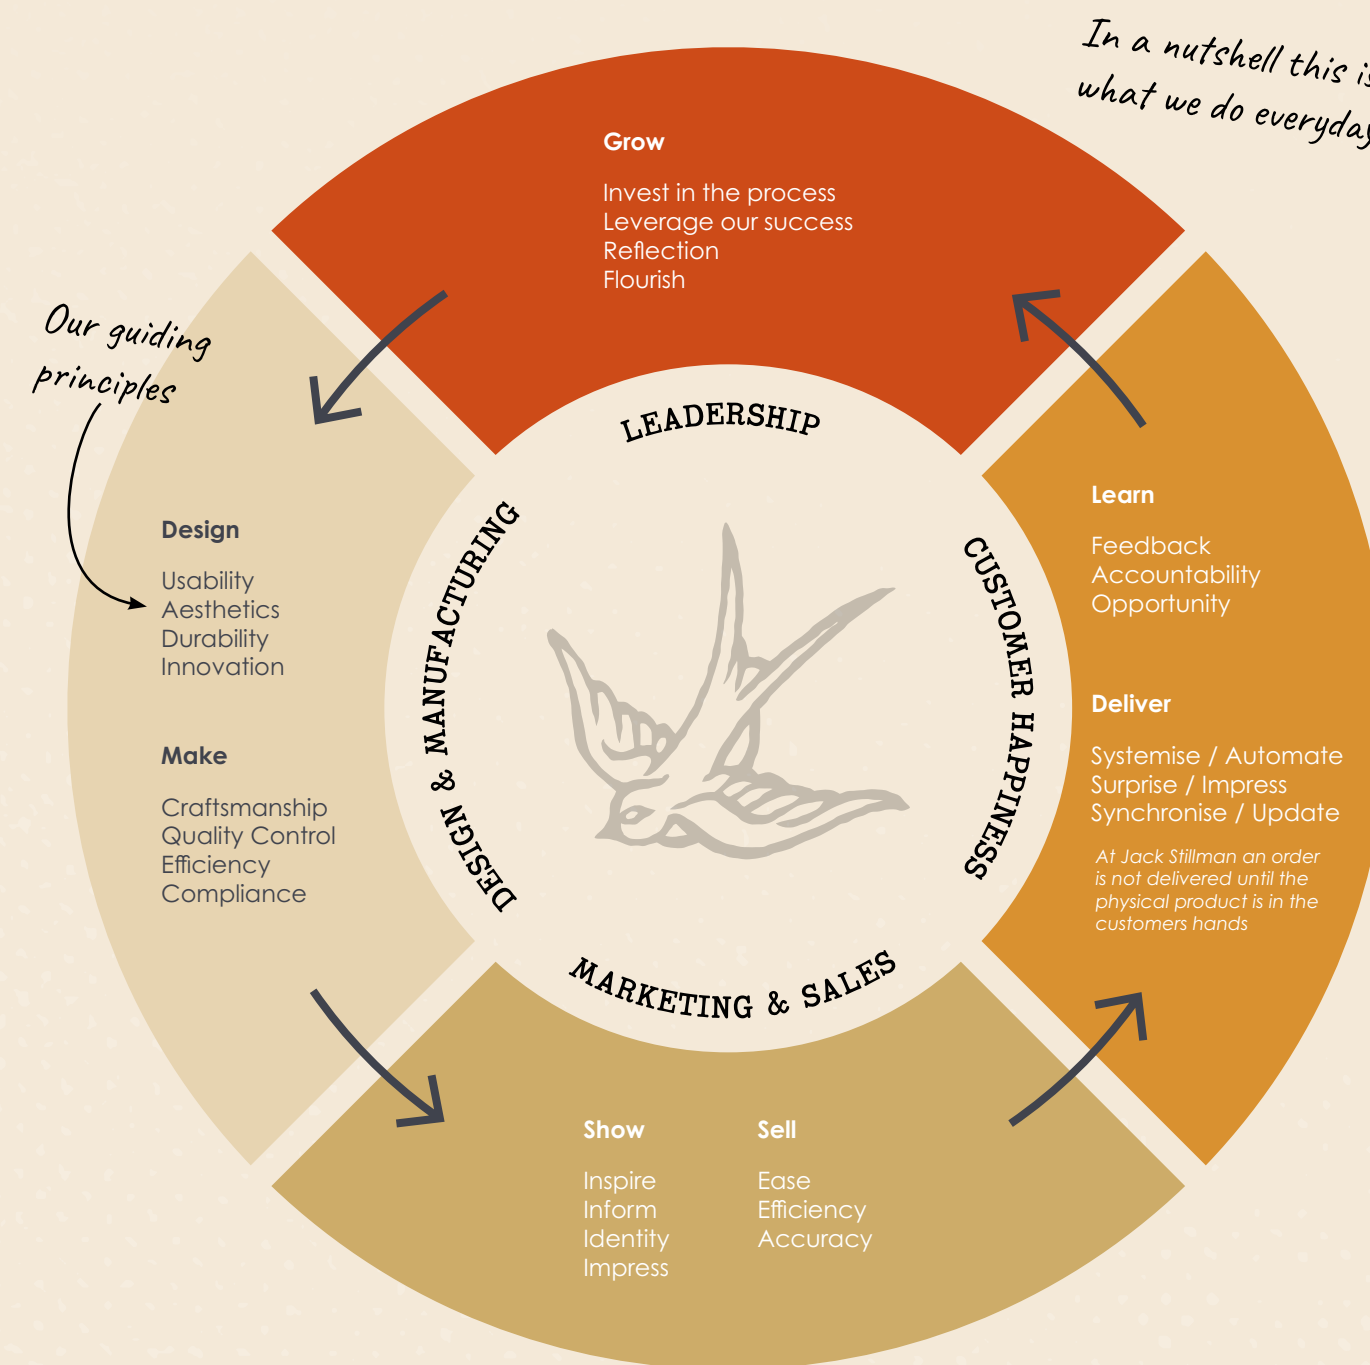 In a nutshell this is
what we do everyday
Grow
Invest in the process
Leverage our success
Reflection
Flourish
Our guiding
principles
LEADERSHIP
Design
Usability
Aesthetics
Durability
Innovation
Make
Craftsmanship
Quality Control
Efficiency
Compliance
DESIGN & MANUFACTURING
CUSTOMER HAPPINESS
Learn
Feedback
Accountability
Opportunity
Deliver
Systemise / Automate
Surprise / Impress
Synchronise / Update
At Jack Stillman an order
is not delivered until the
physical product is in the
customers hands
MARKETING & SALES
Show
Inspire
Inform
Identity
Impress
Sell
Ease
Efficiency
Accuracy